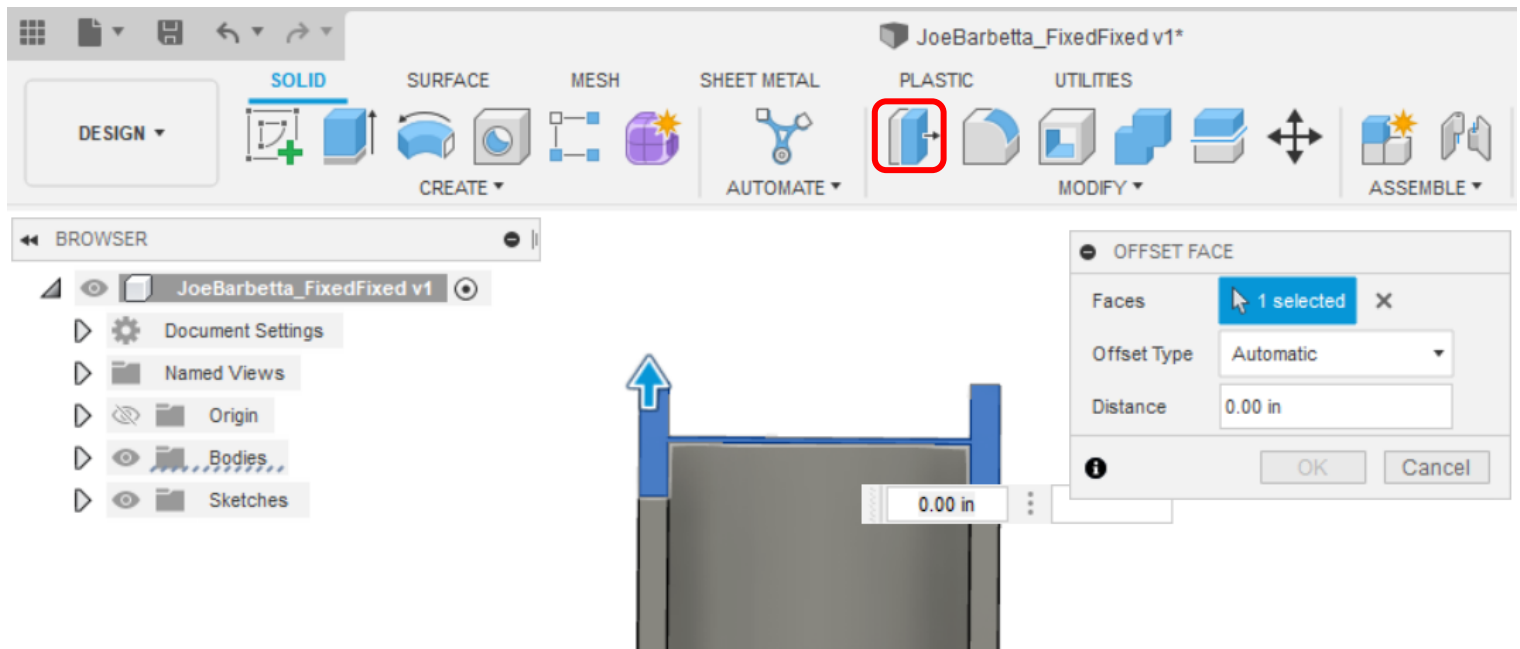 JoeBarbetta_FixedFixed v1*
SOLID SURFACE MESH SHEET METAL PLASTIC UTILITIES
DESIGN
CREATE AUTOMATE MODIFY ASSEMBLE
BROWSER
JoeBarbetta_FixedFixed v1
Document Settings
Named Views
Origin
Bodies
Sketches
OFFSET FACE
Faces 1 selected
Offset Type Automatic
Distance 0.00 in
OK Cancel
0.00 in